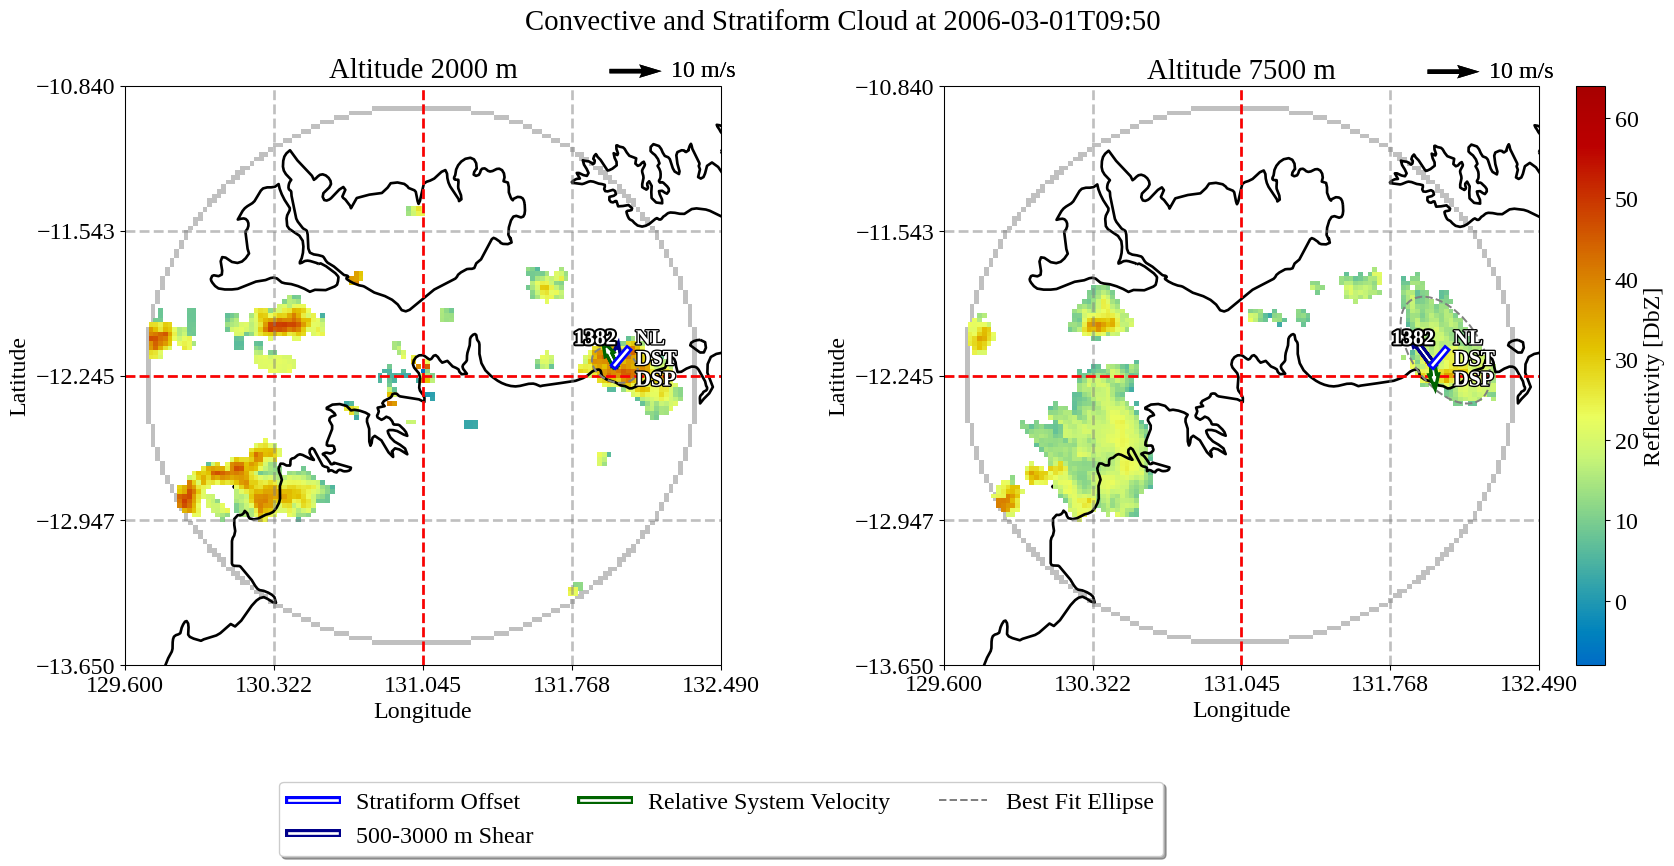 Convective and Stratiform Cloud at 2006-03-01T09:50
Altitude 2000 m
10 m/s
Altitude 7500 m
10 m/s
−10.840
−11.543
−12.245
−12.947
−13.650
Latitude
129.600
130.322
131.045
131.768
132.490
Longitude
1382
NL
DST
DSP
−10.840
−11.543
−12.245
−12.947
−13.650
Latitude
129.600
130.322
131.045
131.768
132.490
Longitude
1382
NL
DST
DSP
60
50
40
30
20
10
0
Reflectivity [DbZ]
Stratiform Offset
500-3000 m Shear
Relative System Velocity
Best Fit Ellipse